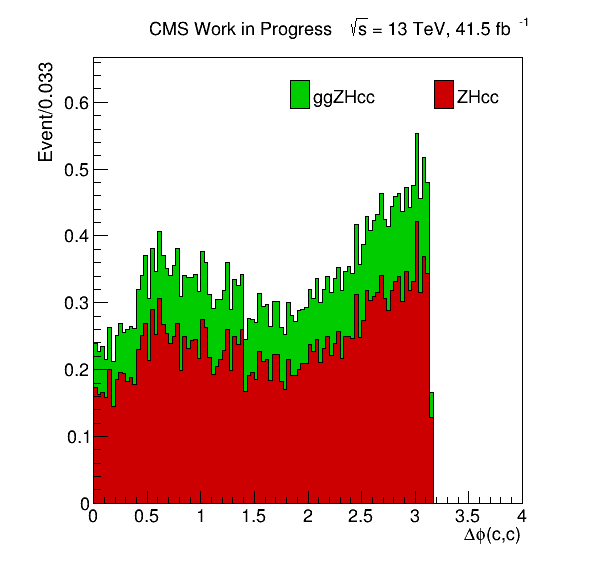 CMS Work in Progress √s = 13 TeV, 41.5 fb⁻¹
Event/0.033
ggZHcc ZHcc
0.6
0.5
0.4
0.3
0.2
0.1
0
0 0.5 1 1.5 2 2.5 3 3.5 4
Δϕ(c,c)